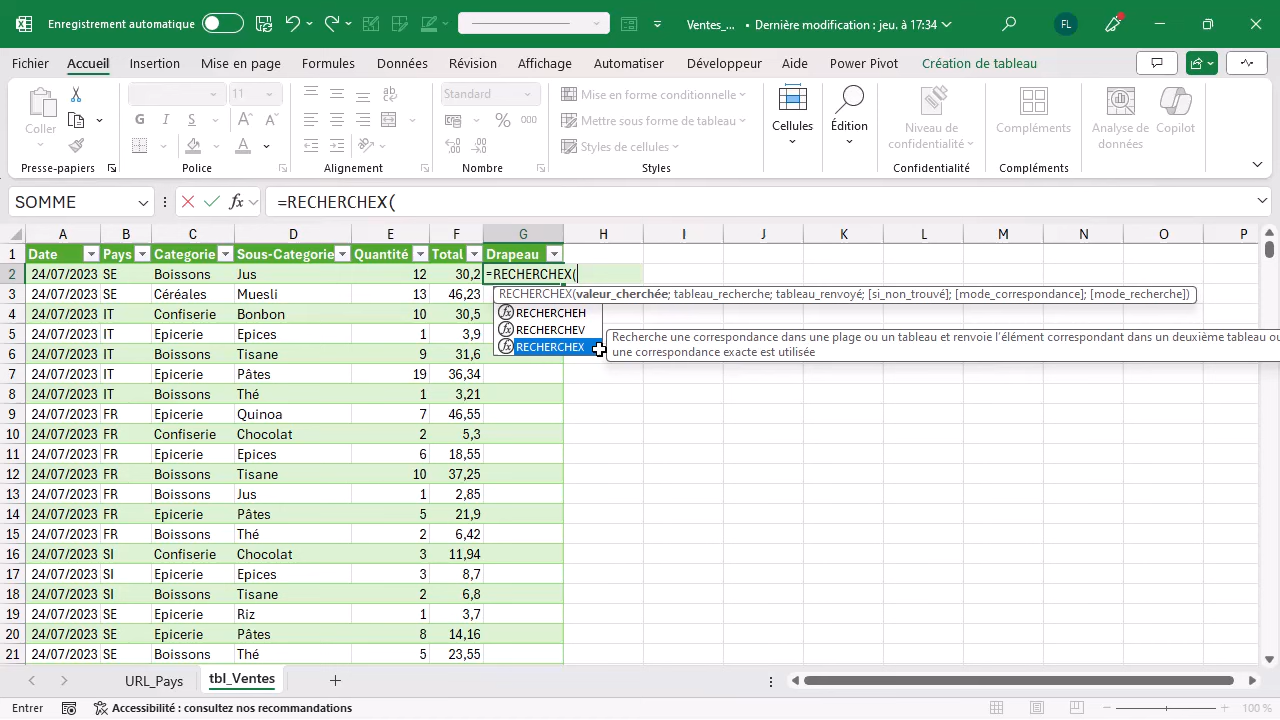 Enregistrement automatique
Ventes_... • Dernière modification : jeu. à 17:34
FL
Fichier Accueil Insertion Mise en page Formules Données Révision Affichage Automatiser Développeur Aide Power Pivot Création de tableau
Coller
Presse-papiers
11
G I S
Police
Alignement
Standard
% 000
Nombre
Mise en forme conditionnelle
Mettre sous forme de tableau
Styles de cellules
Styles
Cellules
Édition
Niveau de confidentialité
Confidentialité
Compléments
Compléments
Analyse de données
Copilot
SOMME
fx
=RECHERCHEX(
A B C D E F G H I J K L M N O P
1 Date Pays Categorie Sous-Categorie Quantité Total Drapeau
2 24/07/2023 SE Boissons Jus 12 30,2 =RECHERCHEX(
3 24/07/2023 SE Céréales Muesli 13 46,23
RECHERCHEX(valeur_cherchée; tableau_recherche; tableau_renvoyé; [si_non_trouvé]; [mode_correspondance]; [mode_recherche])
4 24/07/2023 IT Confiserie Bonbon 10 30,5
RECHERCHEH
5 24/07/2023 IT Epicerie Epices 1 3,9
RECHERCHEV
6 24/07/2023 IT Boissons Tisane 9 31,6
RECHERCHEX
Recherche une correspondance dans une plage ou un tableau et renvoie l'élément correspondant dans un deuxième tableau ou
une correspondance exacte est utilisée
7 24/07/2023 IT Epicerie Pâtes 19 36,34
8 24/07/2023 IT Boissons Thé 1 3,21
9 24/07/2023 FR Epicerie Quinoa 7 46,55
10 24/07/2023 FR Confiserie Chocolat 2 5,3
11 24/07/2023 FR Epicerie Epices 6 18,55
12 24/07/2023 FR Boissons Tisane 10 37,25
13 24/07/2023 FR Boissons Jus 1 2,85
14 24/07/2023 FR Epicerie Pâtes 5 21,9
15 24/07/2023 FR Boissons Thé 2 6,42
16 24/07/2023 SI Confiserie Chocolat 3 11,94
17 24/07/2023 SI Epicerie Epices 3 8,7
18 24/07/2023 SI Boissons Tisane 2 6,8
19 24/07/2023 SE Epicerie Riz 1 3,7
20 24/07/2023 SE Epicerie Pâtes 8 14,16
21 24/07/2023 SE Boissons Thé 5 23,55
URL_Pays tbl_Ventes
Entrer Accessibilité : consultez nos recommandations 100 %